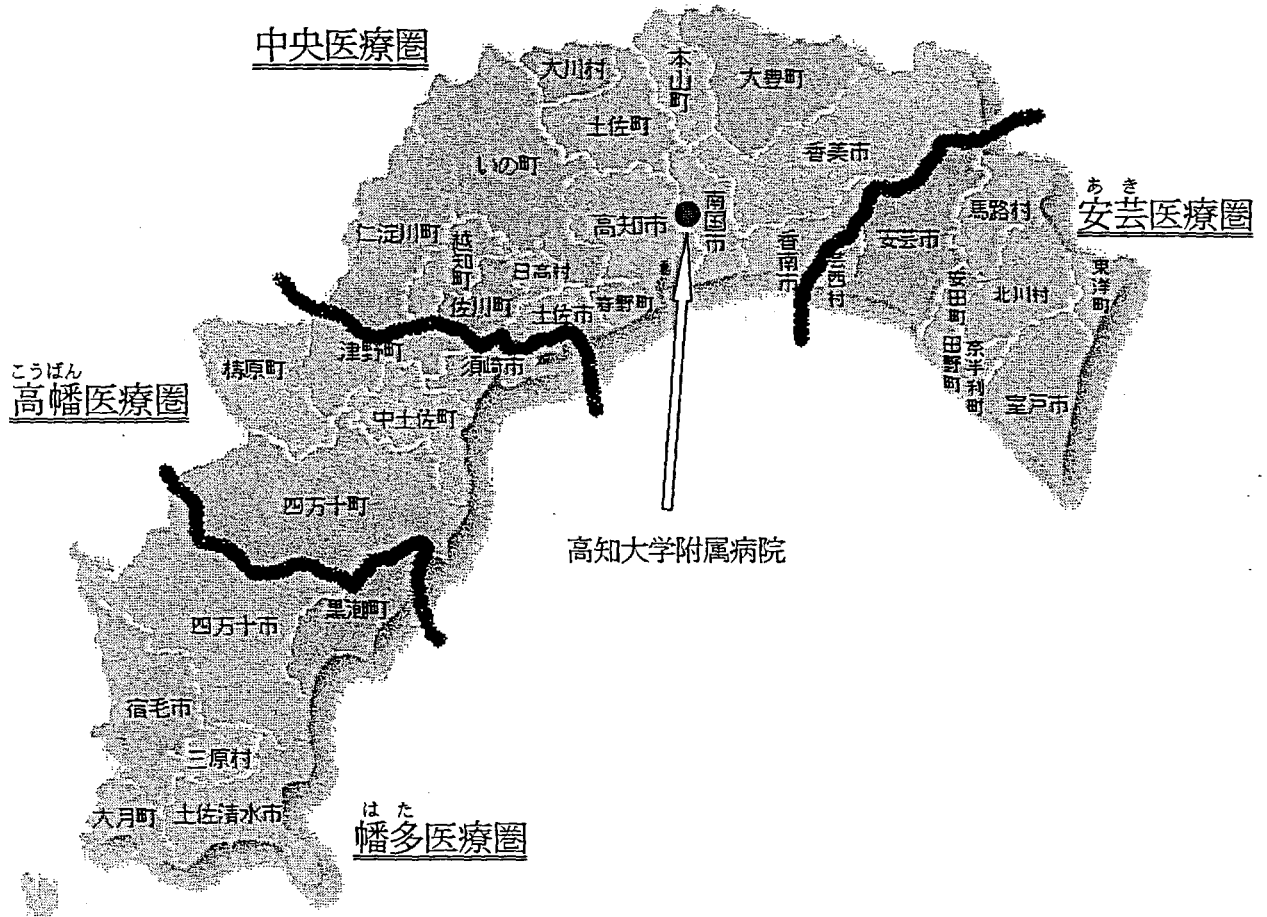 中央医療圏
大川村
本山町
大豊町
土佐町
いの町
香美市
あき
安芸医療圏
馬路村
高知市
南国市
仁淀川町
越知町
日高村
佐川町
土佐市
春野町
香南市
芸西村
安芸市
安田町
北川村
東洋町
田野町
奈半利町
室戸市
津野町
須崎市
梼原町
こうばん
高幡医療圏
中土佐町
四万十町
高知大学附属病院
四万十市
黒潮町
宿毛市
三原村
大月町
土佐清水市
はた
幡多医療圏